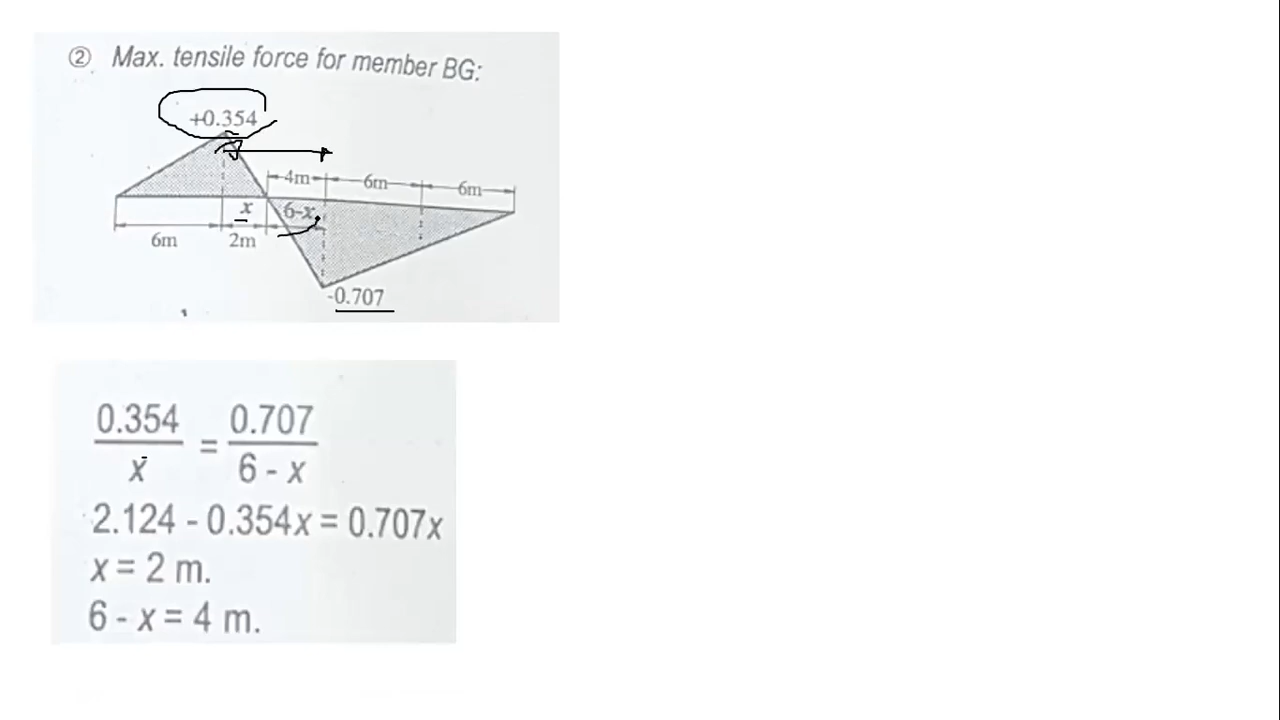 ② Max. tensile force for member BG:
+0.354
4m 6m 6m
x 6-x
6m 2m
-0.707
0.354 / x = 0.707 / 6 - x
2.124 - 0.354x = 0.707x
x = 2 m.
6 - x = 4 m.